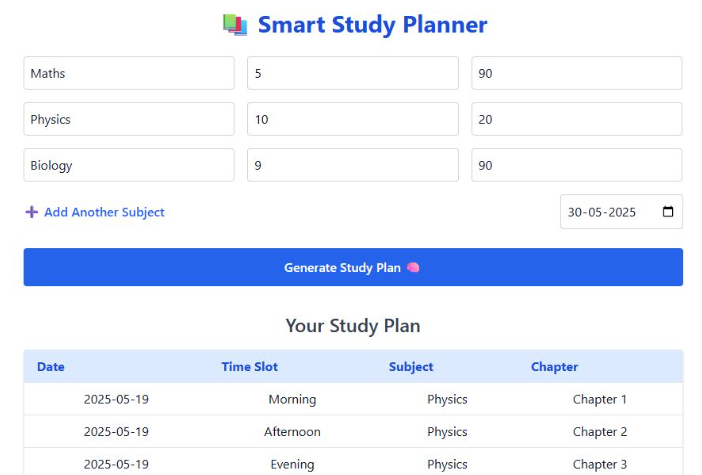 Smart Study Planner
Maths 5 90
Physics 10 20
Biology 9 90
Add Another Subject 30-05-2025
Generate Study Plan
Your Study Plan
Date Time Slot Subject Chapter
2025-05-19 Morning Physics Chapter 1
2025-05-19 Afternoon Physics Chapter 2
2025-05-19 Evening Physics Chapter 3